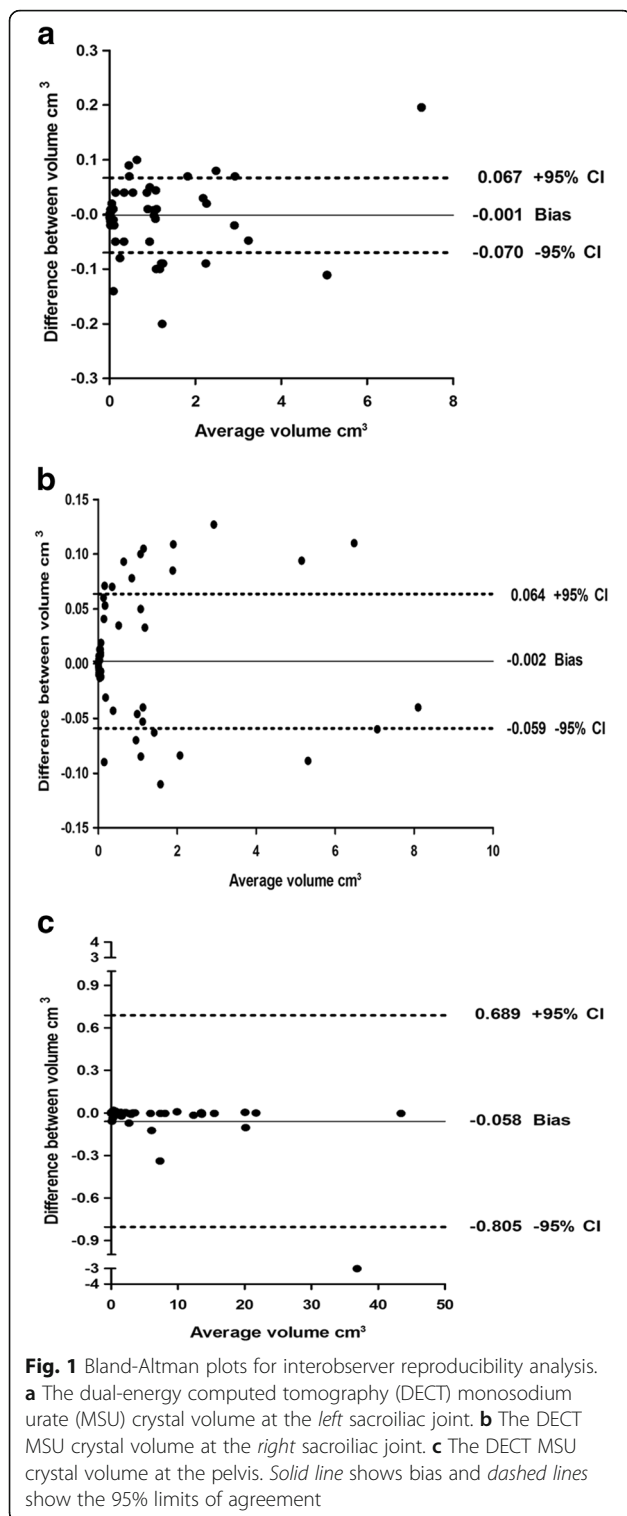 a
0.3
0.2
0.1
-0.0
-0.1
-0.2
-0.3
Difference between volume cm³
0.067 +95% CI
-0.001 Bias
-0.070 -95% CI
0 2 4 6 8
Average volume cm³
b
0.15
0.10
0.05
0.00
-0.05
-0.10
-0.15
Difference between volume cm³
0.064 +95% CI
-0.002 Bias
-0.059 -95% CI
0 2 4 6 8 10
Average volume cm³
c
4
3
0.9
0.6
0.3
0.0
-0.3
-0.6
-0.9
-3
-4
Difference between volume cm³
0.689 +95% CI
-0.058 Bias
-0.805 -95% CI
0 10 20 30 40 50
Average volume cm³
Fig. 1 Bland-Altman plots for interobserver reproducibility analysis.
a The dual-energy computed tomography (DECT) monosodium
urate (MSU) crystal volume at the left sacroiliac joint. b The DECT
MSU crystal volume at the right sacroiliac joint. c The DECT MSU
crystal volume at the pelvis. Solid line shows bias and dashed lines
show the 95% limits of agreement